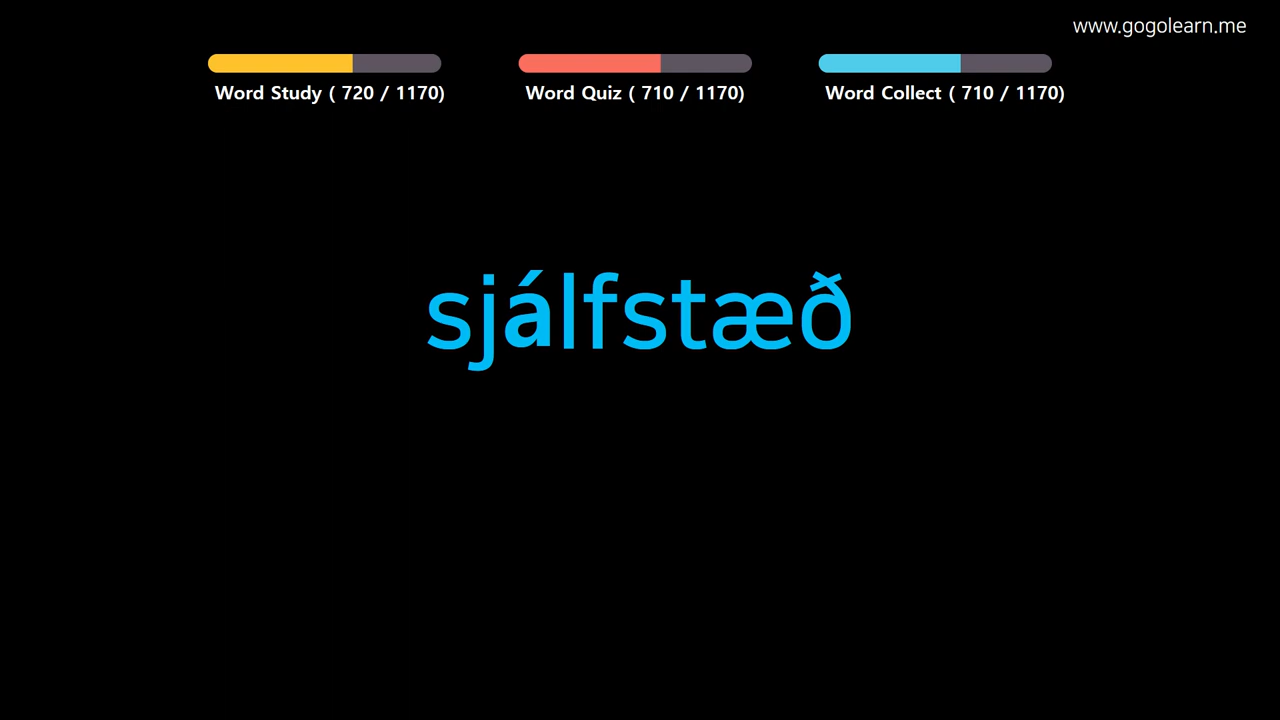 www.gogolearn.me
Word Study ( 720 / 1170)
Word Quiz ( 710 / 1170)
Word Collect ( 710 / 1170)
sjálfstæð